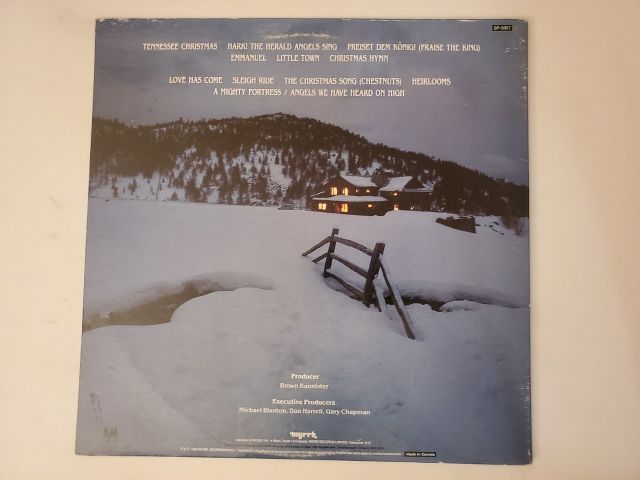 SP-5057
TENNESSEE CHRISTMAS HARK! THE HERALD ANGELS SING PREISET DEM KÖNIG! (PRAISE THE KING)
EMMANUEL LITTLE TOWN CHRISTMAS HYMN
LOVE HAS COME SLEIGH RIDE THE CHRISTMAS SONG (CHESTNUTS) HEIRLOOMS
A MIGHTY FORTRESS / ANGELS WE HAVE HEARD ON HIGH
Producer
Brown Bannister
Executive Producers
Michael Blanton, Dan Harrell, Gary Chapman
myrrh
AM
Made in Canada